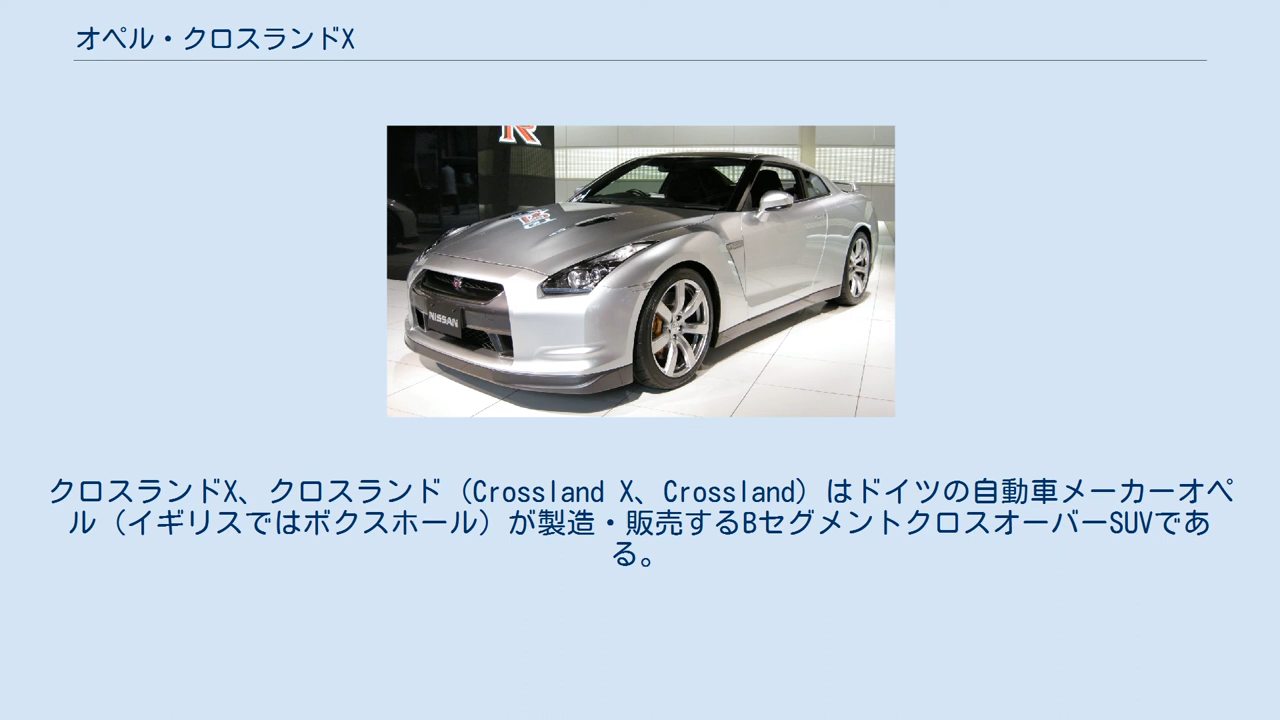 オペル・クロスランドX
R
NISSAN
クロスランドX、クロスランド（Crossland X、Crossland）はドイツの自動車メーカーオペ
ル（イギリスではボクスホール）が製造・販売するBセグメントクロスオーバーSUVであ
る。